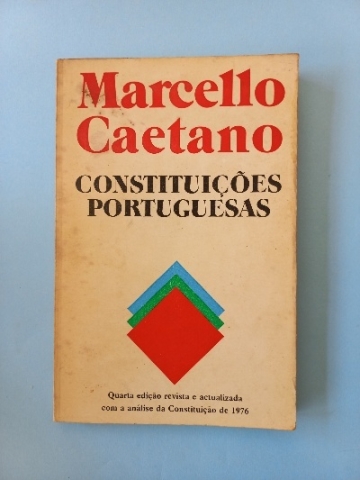 Marcello
Caetano
CONSTITUIÇÕES
PORTUGUESAS
Quarta edição revista e actualizada
com a análise da Constituição de 1976